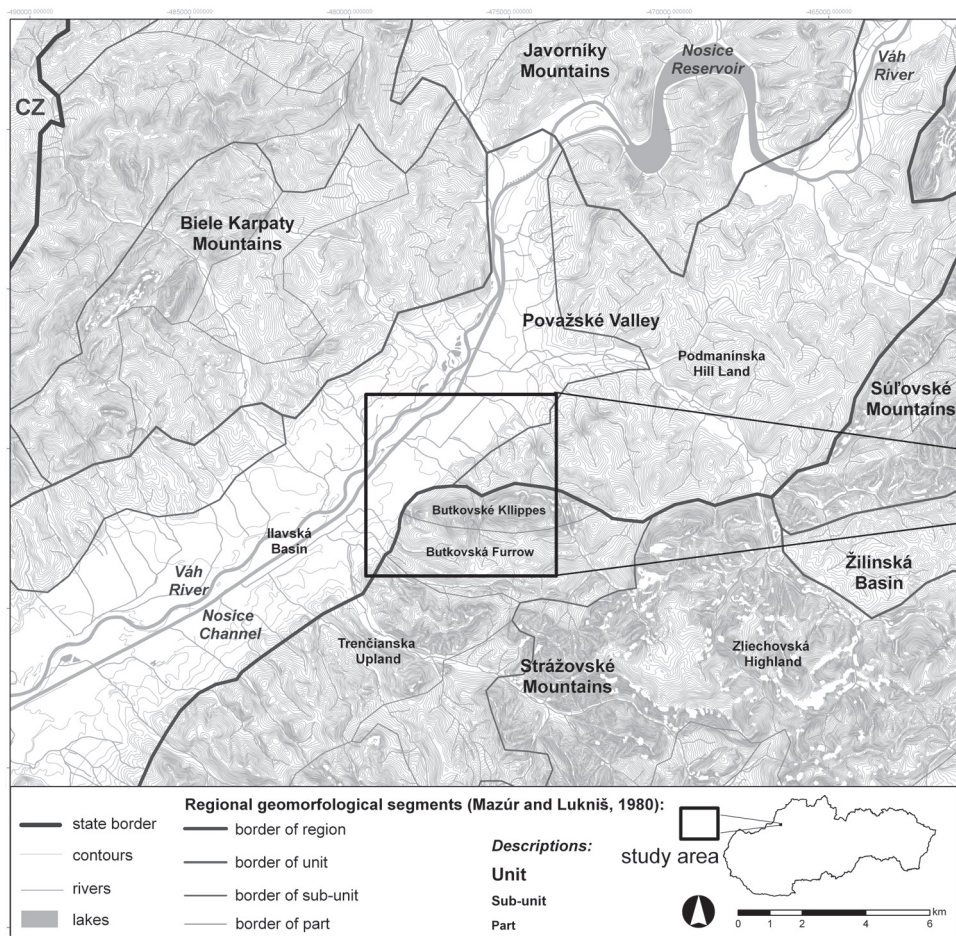 -490000.000000
-485000.000000
-480000.000000
-475000.000000
-470000.000000
-465000.000000
CZ
Javorníky
Mountains
Nosice
Reservoir
Váh
River
Biele Karpaty
Mountains
Považské Valley
Podmanínska
Hill Land
Súľovské
Mountains
Butkovské Kllippes
Butkovská Furrow
Ilavská
Basin
Váh
River
Nosice
Channel
Žilinská
Basin
Trenčianska
Upland
Strážovské
Mountains
Zliechovská
Highland
state border
contours
rivers
lakes
Regional geomorfological segments (Mazúr and Lukniš, 1980):
border of region
border of unit
border of sub-unit
border of part
Descriptions:
Unit
Sub-unit
Part
study area
km
0 1 2 4 6